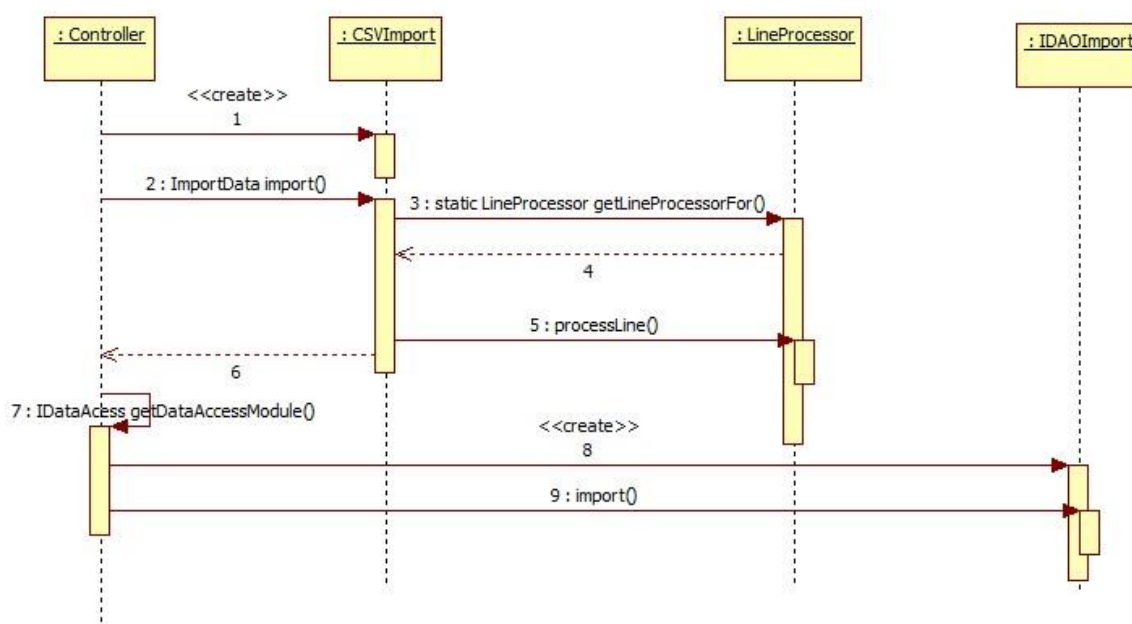 : Controller
: CSVImport
: LineProcessor
: IDAOImport
<<create>>
1
2 : ImportData import()
3 : static LineProcessor getLineProcessorFor()
4
5 : processLine()
6
7 : IDataAcess getDataAccessModule()
<<create>>
8
9 : import()